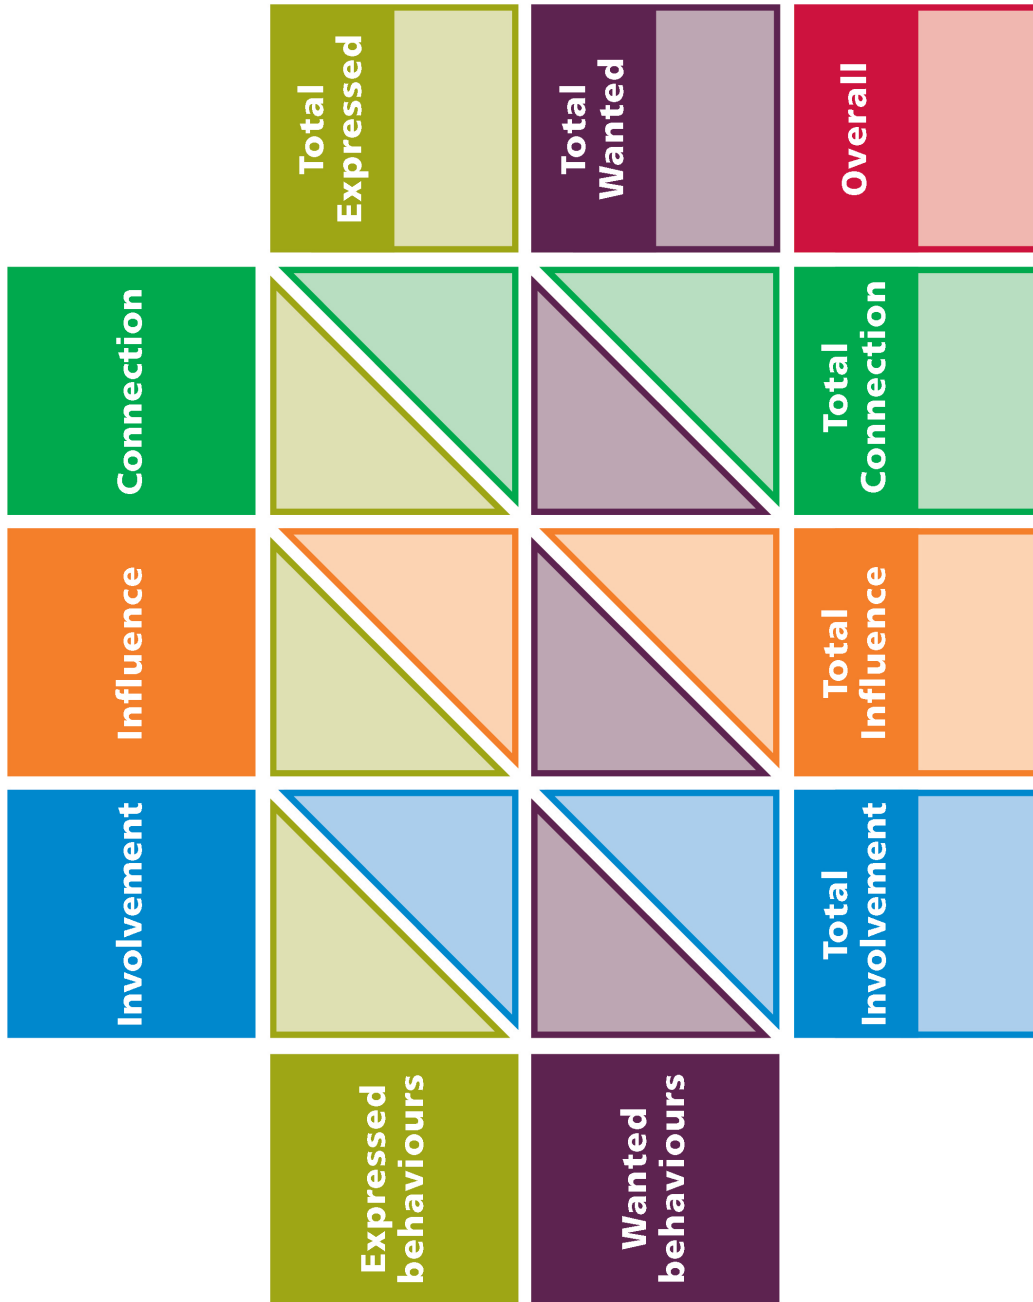 Involvement
Influence
Connection
Expressed
behaviours
Total
Expressed
Wanted
behaviours
Total
Wanted
Total
Involvement
Total
Influence
Total
Connection
Overall